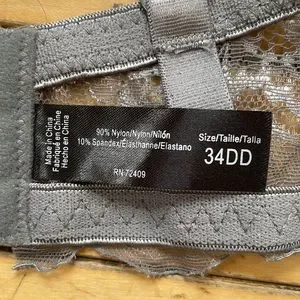 Made in China
Fabriqué en Chine
Hecho en China
90% Nylon/Nylon/Nilón
10% Spandex/Élasthanne/Elastano
RN 72409
Size/Taille/Talla
34DD